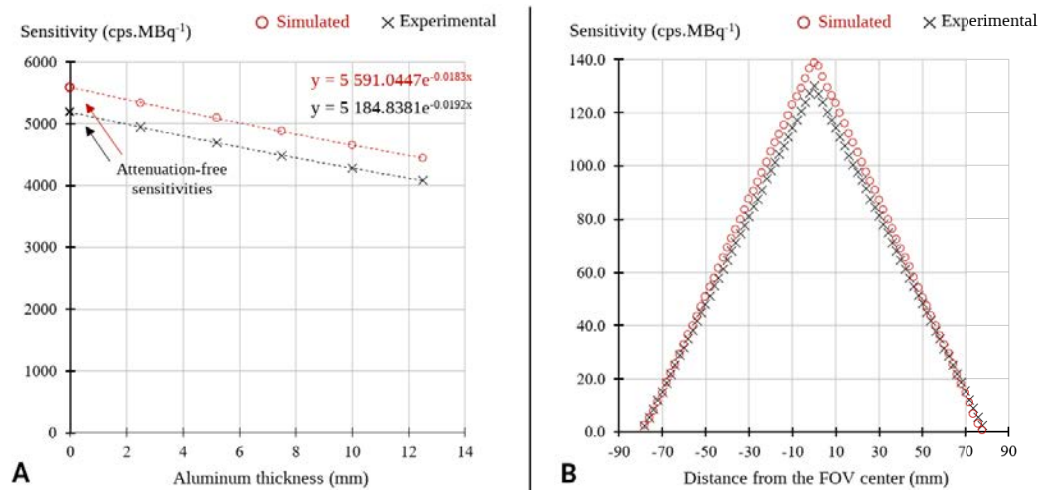 Sensitivity (cps.MBq⁻¹)
Simulated
Experimental
y = 5 591.0447e⁻⁰·⁰¹⁸³ˣ
y = 5 184.8381e⁻⁰·⁰¹⁹²ˣ
6000
5000
4000
3000
2000
1000
0
Attenuation-free
sensitivities
0 2 4 6 8 10 12 14
Aluminum thickness (mm)
A
Sensitivity (cps.MBq⁻¹)
Simulated
Experimental
140.0
120.0
100.0
80.0
60.0
40.0
20.0
0.0
-90 -70 -50 -30 -10 10 30 50 70 90
Distance from the FOV center (mm)
B